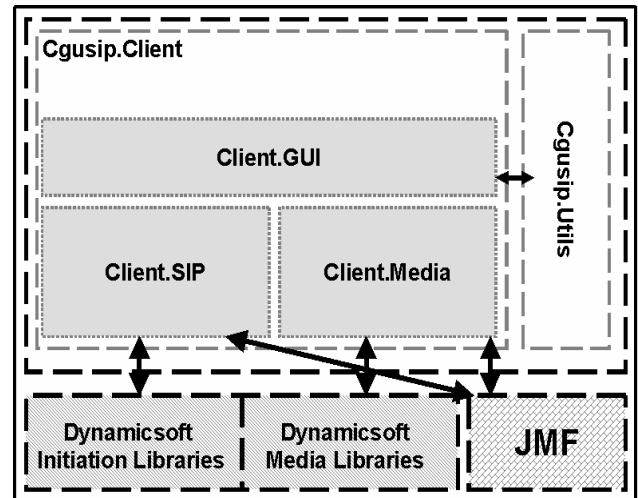 Cgusip.Client
Client.GUI
Cgusip.Utils
Client.SIP
Client.Media
Dynamicsoft
Initiation Libraries
Dynamicsoft
Media Libraries
JMF